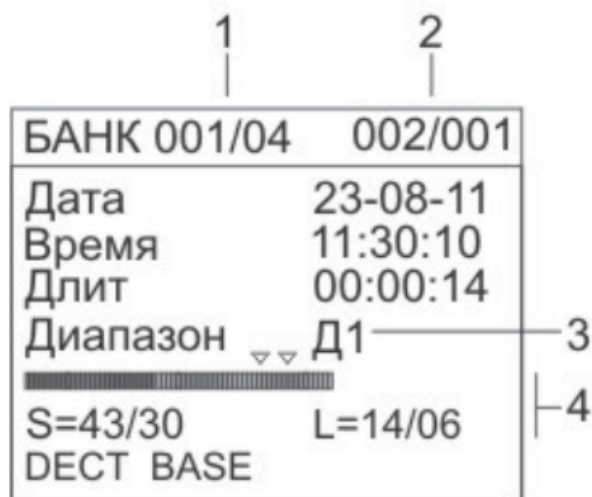 1 2
БАНК 001/04 002/001
Дата 23-08-11
Время 11:30:10
Длит 00:00:14
Диапазон Д1 3
4
S=43/30 L=14/06
DECT BASE